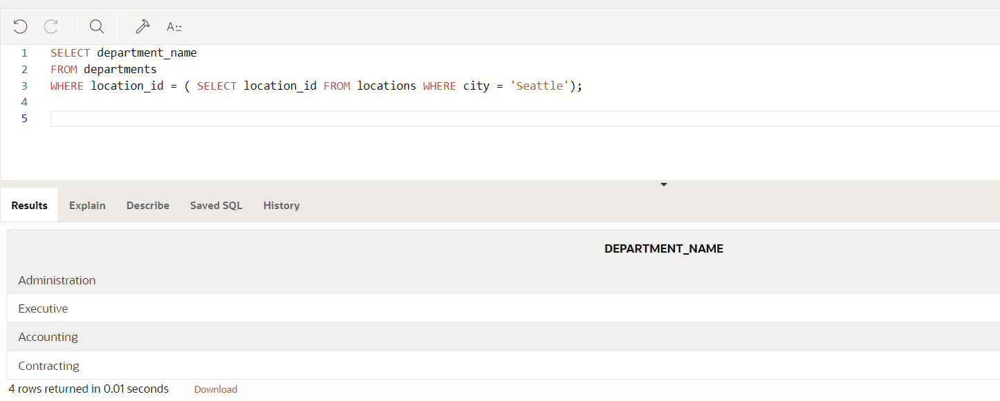 A
1 SELECT department_name
2 FROM departments
3 WHERE location_id = ( SELECT location_id FROM locations WHERE city = 'Seattle');
4
5
Results Explain Describe Saved SQL History
DEPARTMENT_NAME
Administration
Executive
Accounting
Contracting
4 rows returned in 0.01 seconds Download